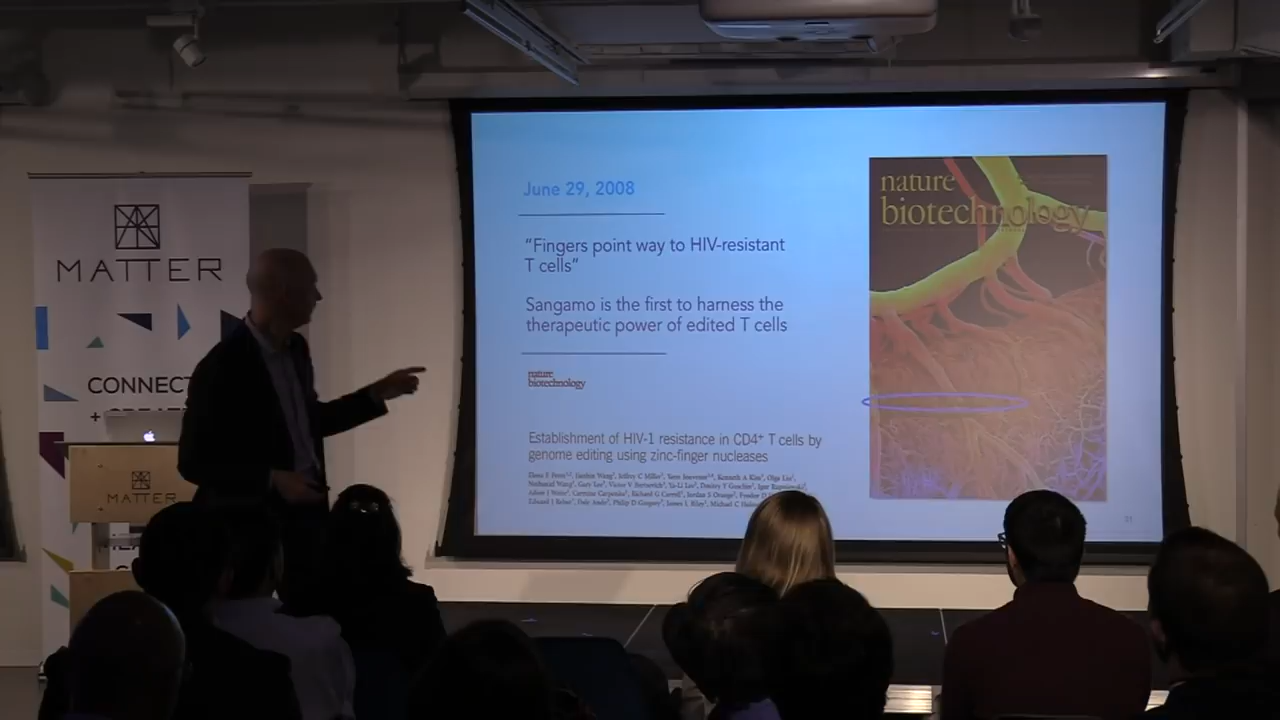 MATTER
CONNECT
+ CREATE
MATTER
June 29, 2008
"Fingers point way to HIV-resistant
T cells"
Sangamo is the first to harness the
therapeutic power of edited T cells
nature
biotechnology
Establishment of HIV-1 resistance in CD4⁺ T cells by
genome editing using zinc-finger nucleases
nature
biotechnology